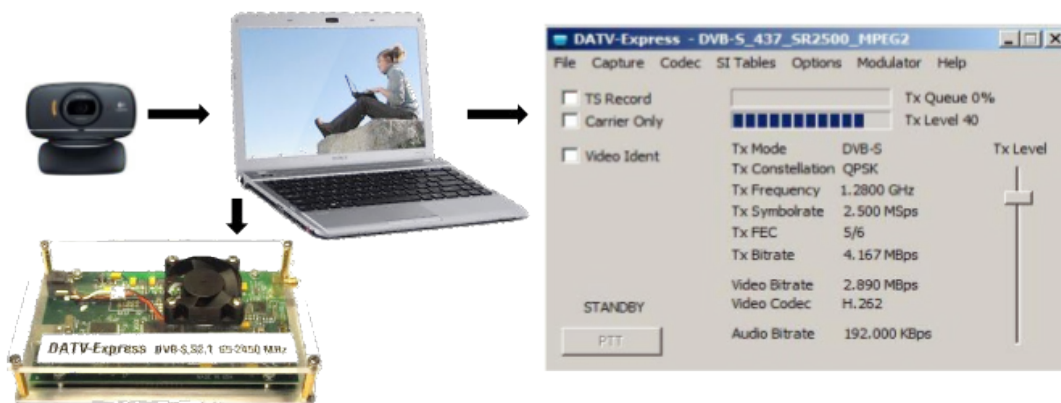 DATV-Express - DVB-S_437_SR2500_MPEG2
File Capture Codec SI Tables Options Modulator Help
TS Record
Tx Queue 0%
Carrier Only
Tx Level 40
Video Ident
Tx Mode DVB-S
Tx Level
Tx Constellation QPSK
Tx Frequency 1.2800 GHz
Tx Symbolrate 2.500 MSps
Tx FEC 5/6
Tx Bitrate 4.167 MBps
Video Bitrate 2.890 MBps
STANDBY
Video Codec H.262
PTT
Audio Bitrate 192.000 KBps
DATV-Express DVB-S,S2,T 65-2450 MHz